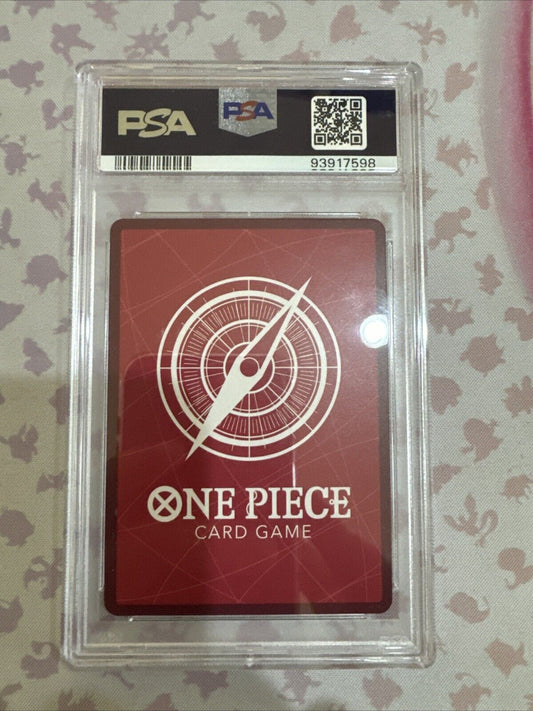 PSA PSA
93917598
ONE PIECE
CARD GAME